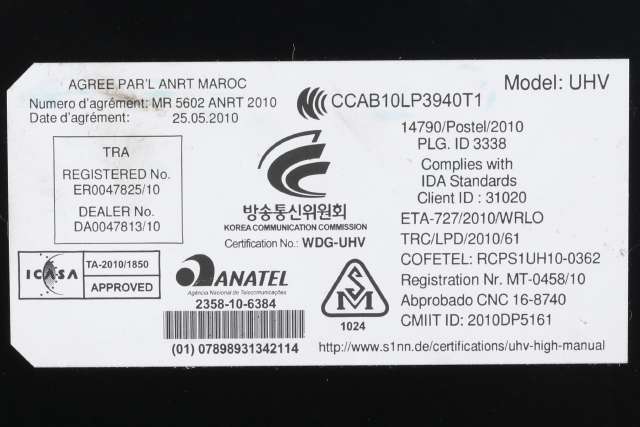 AGREE PAR'L ANRT MAROC
Numero d'agrément: MR 5602 ANRT 2010
Date d'agrément: 25.05.2010
CCAB10LP3940T1
Model: UHV
TRA
REGISTERED No.
ER0047825/10
DEALER No.
DA0047813/10
방송통신위원회
KOREA COMMUNICATION COMMISSION
Certification No.: WDG-UHV
14790/Postel/2010
PLG. ID 3338
Complies with
IDA Standards
Client ID : 31020
ETA-727/2010/WRLO
TRC/LPD/2010/61
COFETEL: RCPS1UH10-0362
Registration Nr. MT-0458/10
Abprobado CNC 16-8740
CMIIT ID: 2010DP5161
ICASA
TA-2010/1850
APPROVED
ANATEL
Agência Nacional de Telecomunicações
2358-10-6384
(01) 07898931342114
S
M
1024
http://www.s1nn.de/certifications/uhv-high-manual